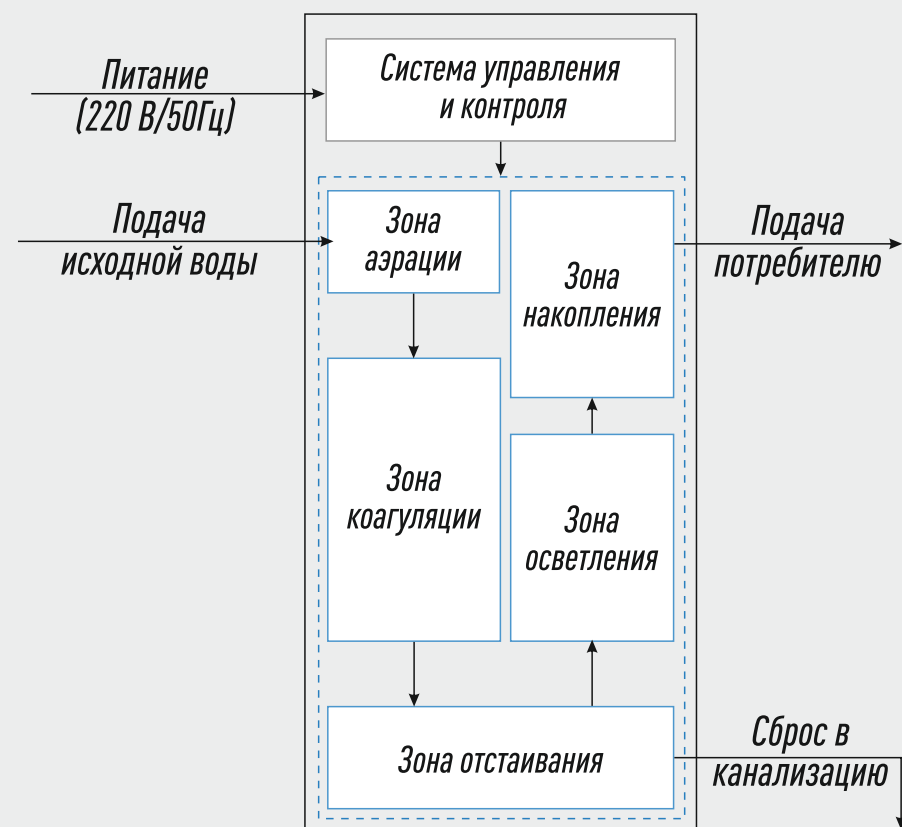 Питание
(220 В/50Гц)
Система управления
и контроля
Подача
исходной воды
Зона
аэрации
Зона
накопления
Подача
потребителю
Зона
коагуляции
Зона
осветления
Зона отстаивания
Сброс в
канализацию